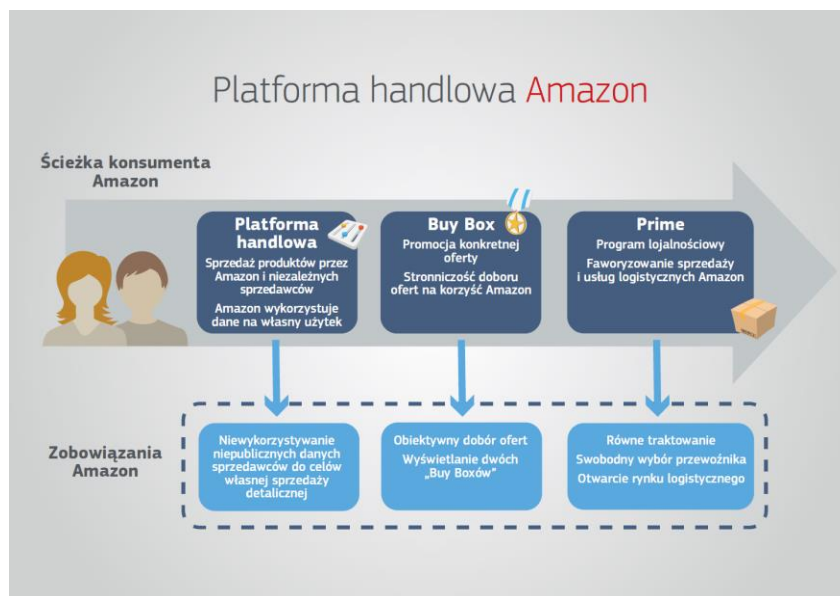 Platforma handlowa Amazon
Ścieżka konsumenta
Amazon
Platforma
handlowa
Sprzedaż produktów przez
Amazon i niezależnych
sprzedawców
Amazon wykorzystuje
dane na własny użytek
Buy Box
Promocja konkretnej
oferty
Stronniczość doboru
ofert na korzyść Amazon
Prime
Program lojalnościowy
Faworyzowanie sprzedaży
i usług logistycznych Amazon
Zobowiązania
Amazon
Niewykorzystywanie
niepublicznych danych
sprzedawców do celów
własnej sprzedaży
detalicznej
Obiektywny dobór ofert
Wyświetlanie dwóch
„Buy Boxów”
Równe traktowanie
Swobodny wybór przewoźnika
Otwarcie rynku logistycznego